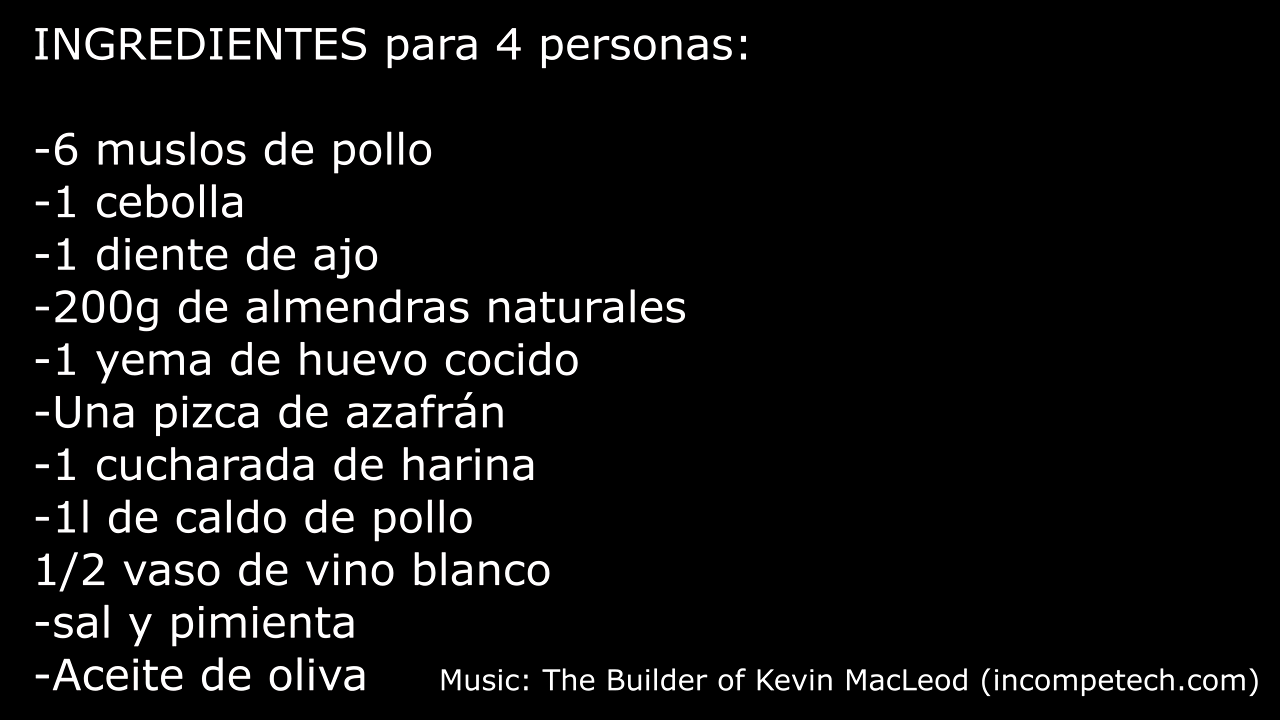 INGREDIENTES para 4 personas:
-6 muslos de pollo
-1 cebolla
-1 diente de ajo
-200g de almendras naturales
-1 yema de huevo cocido
-Una pizca de azafrán
-1 cucharada de harina
-1l de caldo de pollo
1/2 vaso de vino blanco
-sal y pimienta
-Aceite de oliva
Music: The Builder of Kevin MacLeod (incompetech.com)